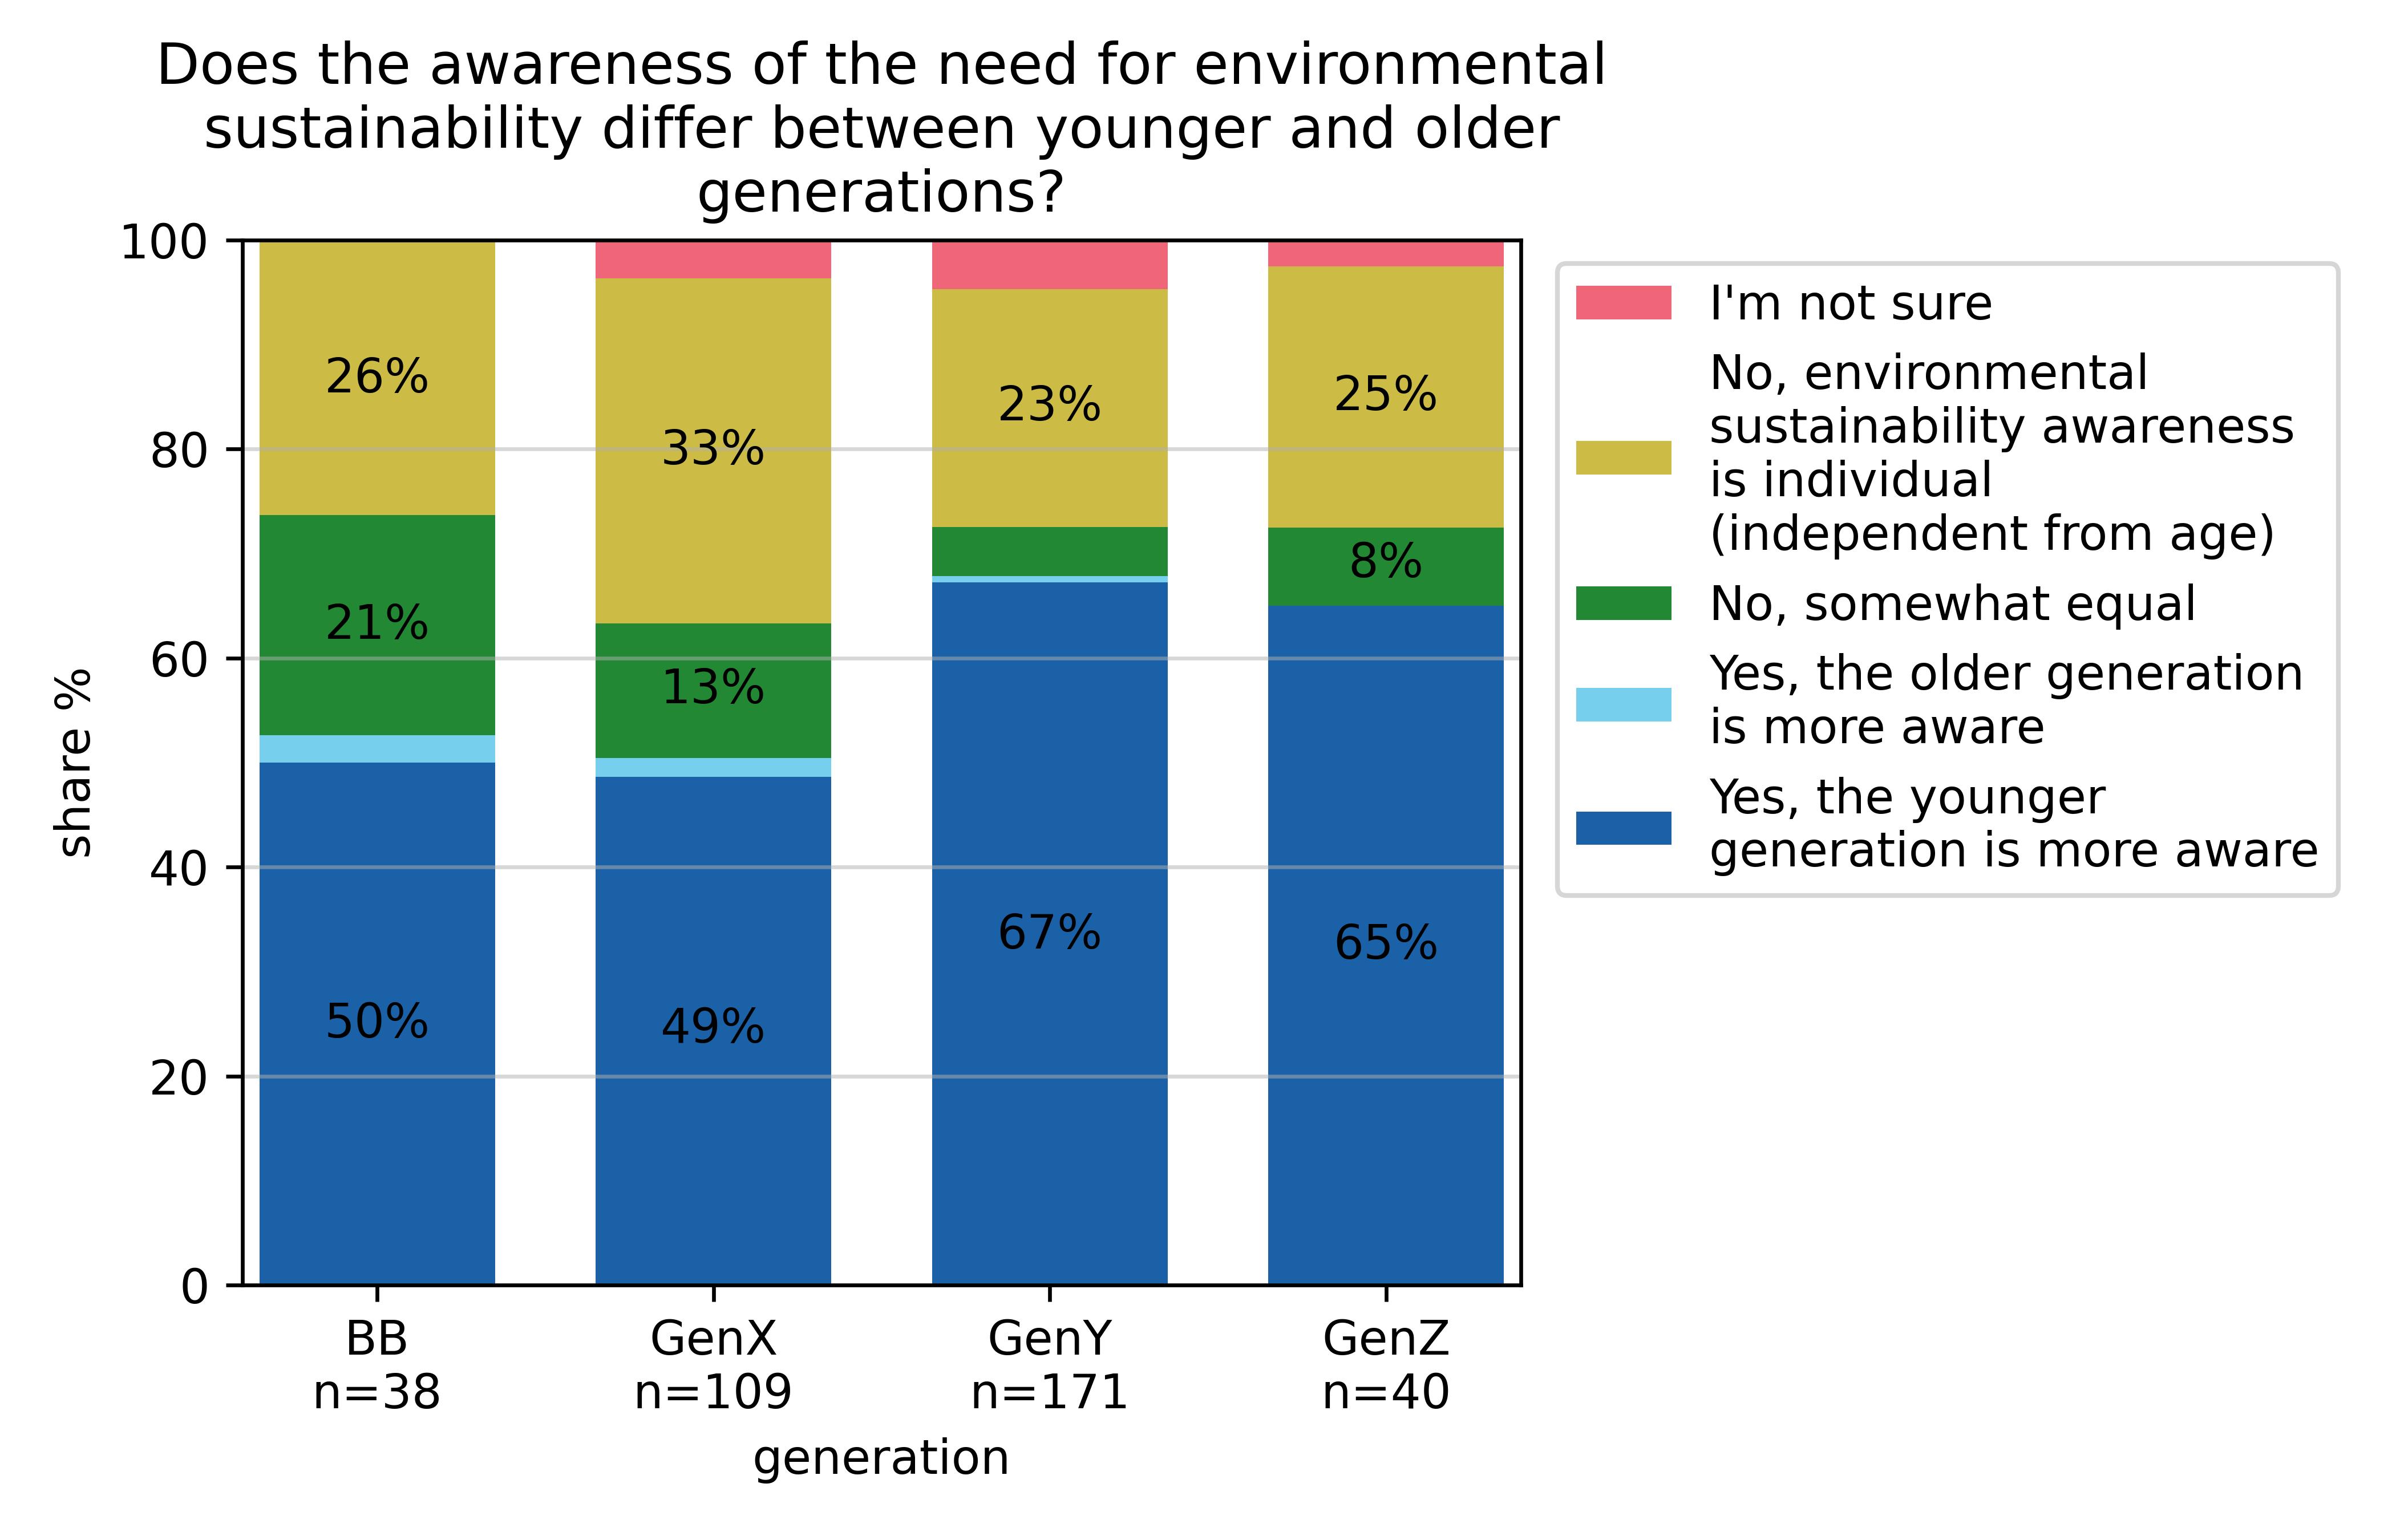 Does the awareness of the need for environmental
sustainability differ between younger and older
generations?
100
80
60
40
20
0
share %
26%
21%
50%
33%
13%
49%
23%
67%
25%
8%
65%
BB
n=38
GenX
n=109
GenY
n=171
GenZ
n=40
generation
I'm not sure
No, environmental
sustainability awareness
is individual
(independent from age)
No, somewhat equal
Yes, the older generation
is more aware
Yes, the younger
generation is more aware